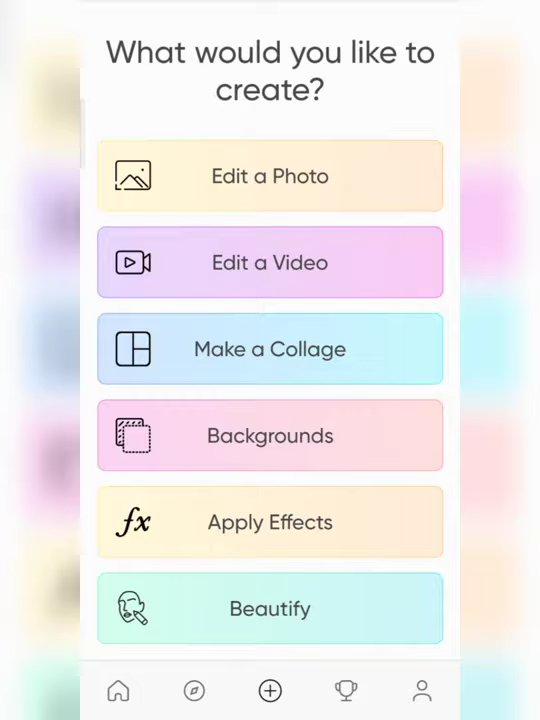 What would you like to
create?
Edit a Photo
Edit a Video
Make a Collage
Backgrounds
fx Apply Effects
Beautify